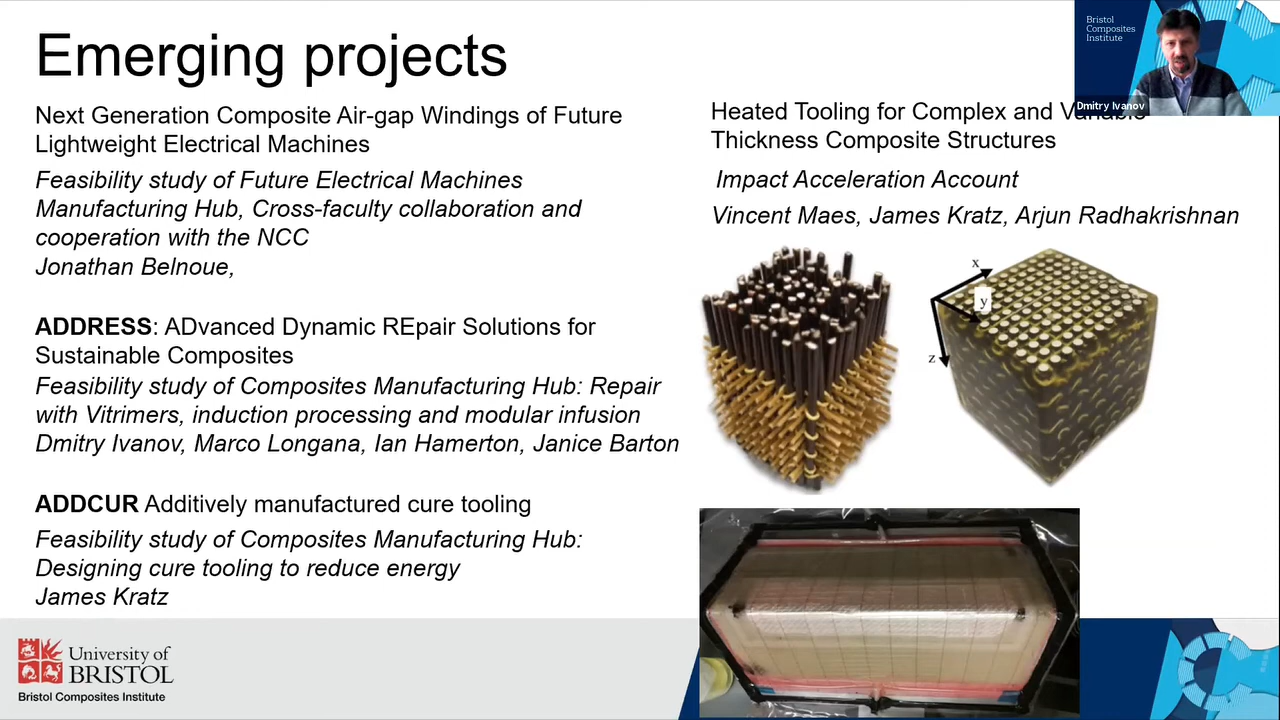 Emerging projects
Next Generation Composite Air-gap Windings of Future
Lightweight Electrical Machines
Feasibility study of Future Electrical Machines
Manufacturing Hub, Cross-faculty collaboration and
cooperation with the NCC
Jonathan Belnoue,
ADDRESS: ADvanced Dynamic REpair Solutions for
Sustainable Composites
Feasibility study of Composites Manufacturing Hub: Repair
with Vitrimers, induction processing and modular infusion
Dmitry Ivanov, Marco Longana, Ian Hamerton, Janice Barton
ADDCUR Additively manufactured cure tooling
Feasibility study of Composites Manufacturing Hub:
Designing cure tooling to reduce energy
James Kratz
Heated Tooling for Complex and Variable
Thickness Composite Structures
Impact Acceleration Account
Vincent Maes, James Kratz, Arjun Radhakrishnan
x
y
z
Bristol
Composites
Institute
Dmitry Ivanov
University of
BRISTOL
Bristol Composites Institute